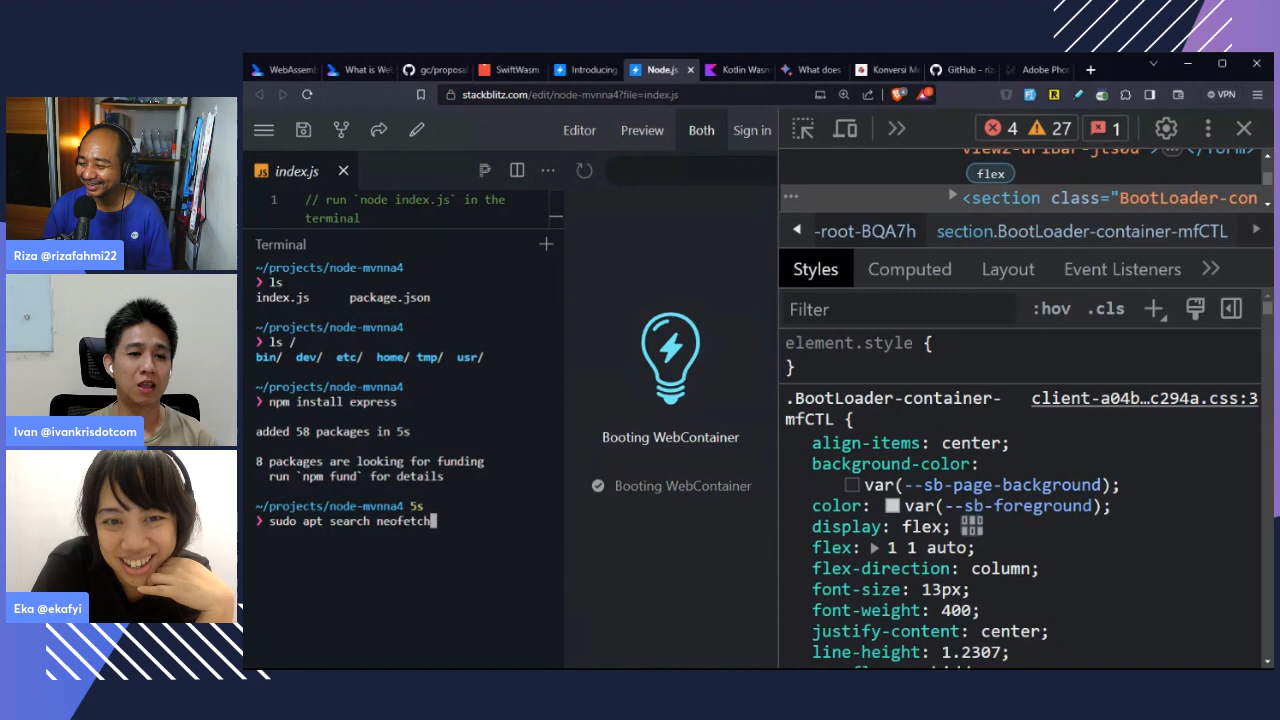 WebAssemb
What is Wel
gc/proposa
SwiftWasm
Introducing
Node.js
Kotlin Wasm
What does
Konversi Me
GitHub - riz
Adobe Phot
stackblitz.com/edit/node-mvnna4?file=index.js
VPN
Editor
Preview
Both
Sign in
4
27
1
flex
<section class="BootLoader-con
-root-BQA7h
section.BootLoader-container-mfCTL
JS
index.js
1 // run `node index.js` in the
terminal
Terminal
~/projects/node-mvnna4
❯ ls
index.js package.json
~/projects/node-mvnna4
❯ ls /
bin/ dev/ etc/ home/ tmp/ usr/
~/projects/node-mvnna4
❯ npm install express
added 58 packages in 5s
8 packages are looking for funding
run `npm fund` for details
~/projects/node-mvnna4 5s
❯ sudo apt search neofetch
Booting WebContainer
Booting WebContainer
Styles
Computed
Layout
Event Listeners
Filter
:hov
.cls
element.style {
}
.BootLoader-container-
mfCTL {
client-a04b…c294a.css:3
align-items: center;
background-color:
var(--sb-page-background);
color: var(--sb-foreground);
display: flex;
flex: 1 1 auto;
flex-direction: column;
font-size: 13px;
font-weight: 400;
justify-content: center;
line-height: 1.2307;
Riza @rizafahmi22
Ivan @ivankrisdotcom
Eka @ekafyi